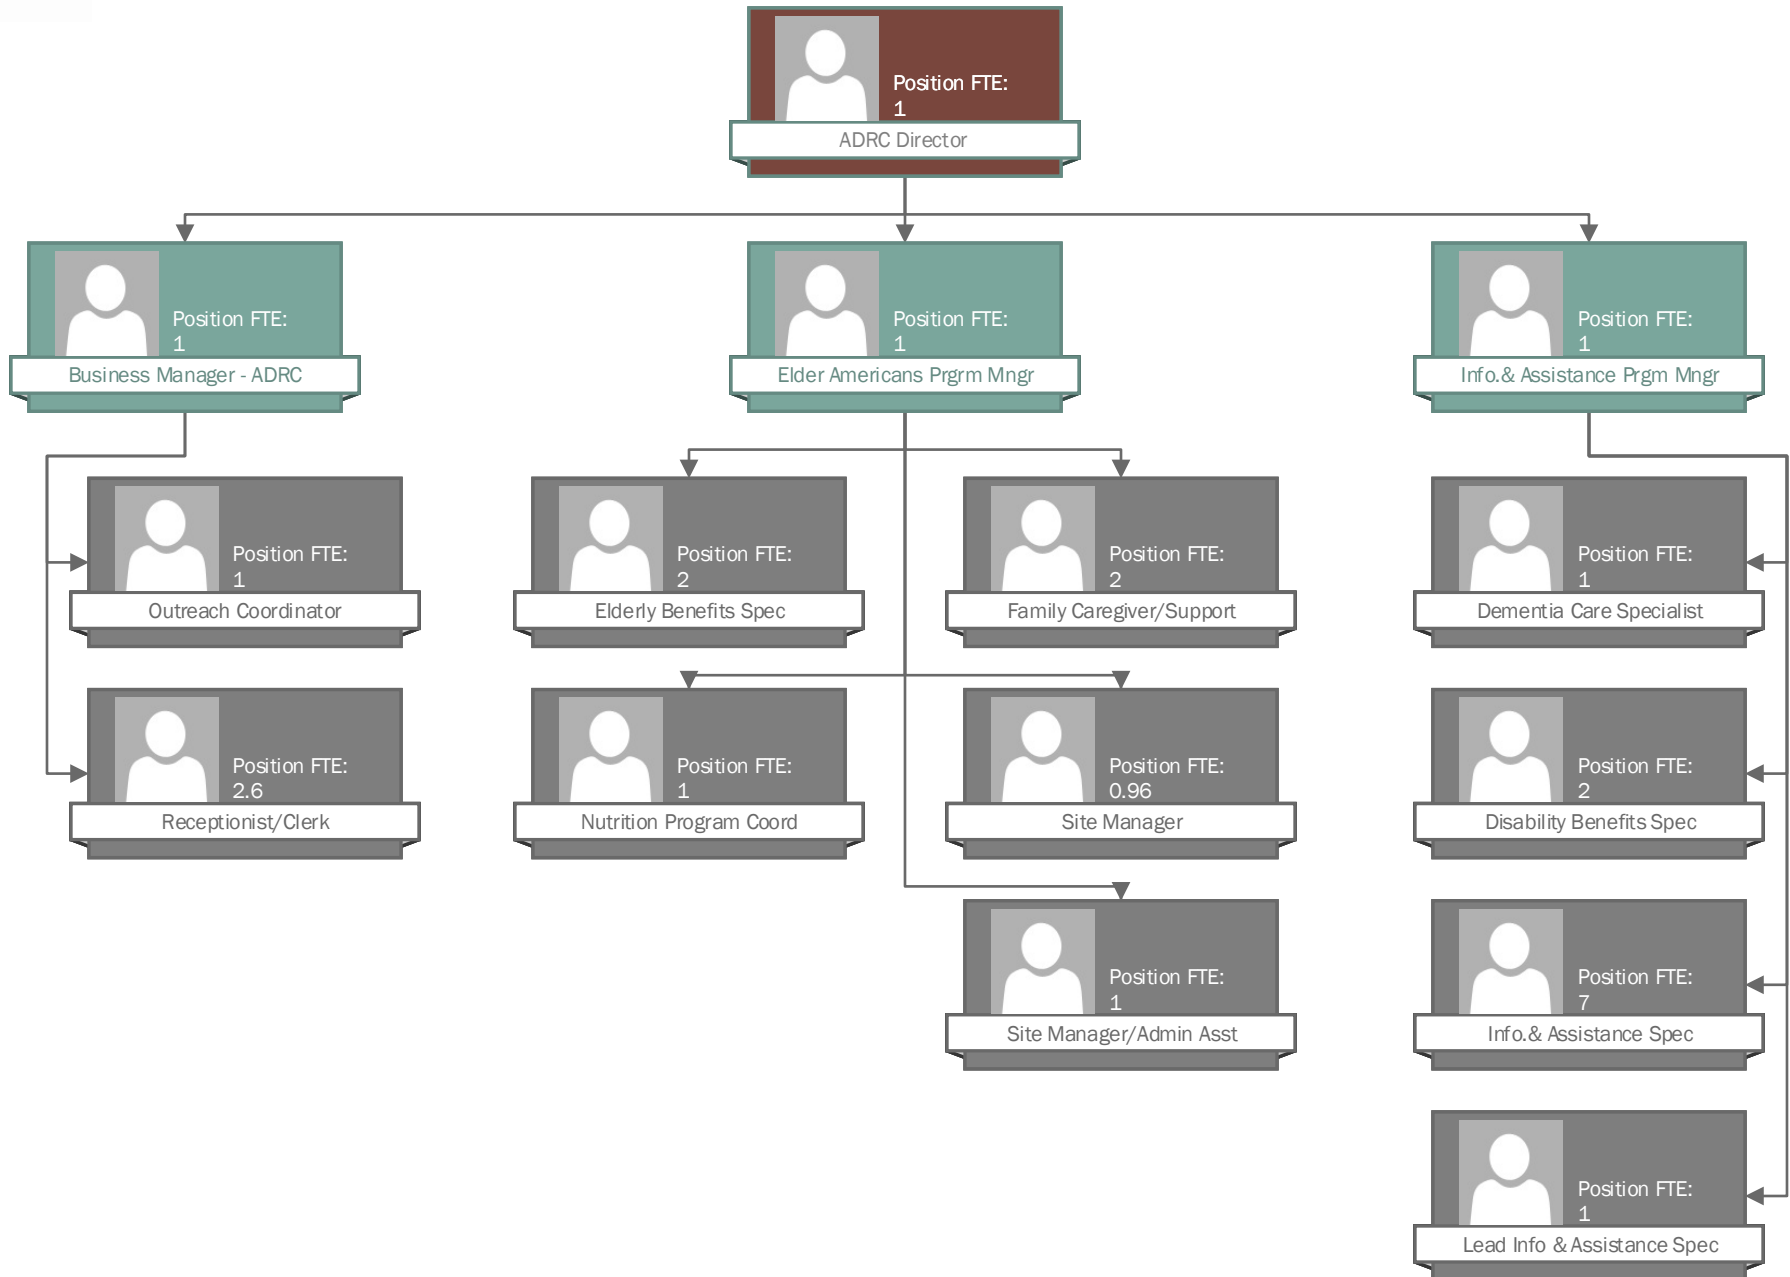 Position FTE:
1
ADRC Director
Position FTE:
1
Business Manager - ADRC
Position FTE:
1
Elder Americans Prgrm Mngr
Position FTE:
1
Info.& Assistance Prgm Mngr
Position FTE:
1
Outreach Coordinator
Position FTE:
2
Elderly Benefits Spec
Position FTE:
2
Family Caregiver/Support
Position FTE:
1
Dementia Care Specialist
Position FTE:
2.6
Receptionist/Clerk
Position FTE:
1
Nutrition Program Coord
Position FTE:
0.96
Site Manager
Position FTE:
2
Disability Benefits Spec
Position FTE:
1
Site Manager/Admin Asst
Position FTE:
7
Info.& Assistance Spec
Position FTE:
1
Lead Info & Assistance Spec